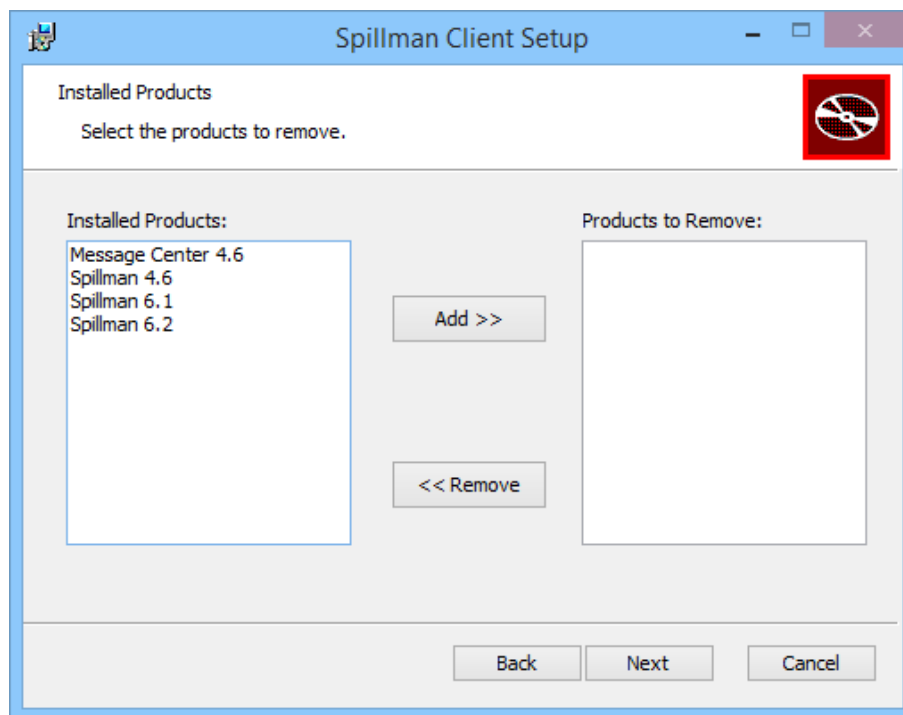 Spillman Client Setup
Installed Products
Select the products to remove.
Installed Products:
Products to Remove:
Message Center 4.6
Spillman 4.6
Spillman 6.1
Spillman 6.2
Add >>
<< Remove
Back
Next
Cancel